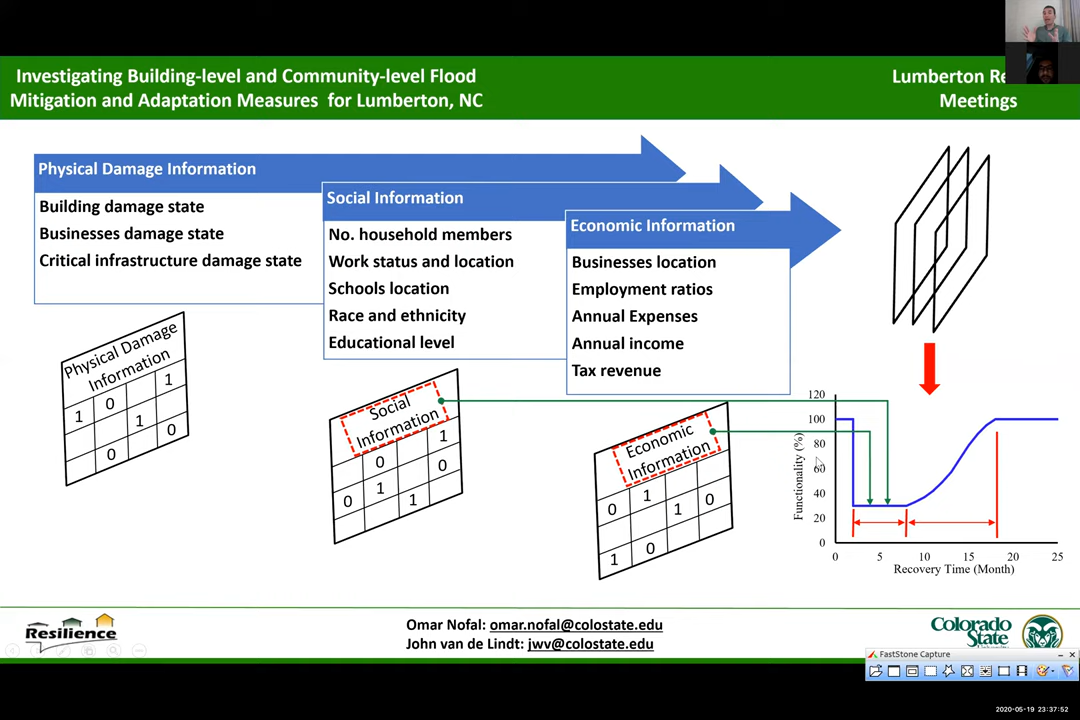 Investigating Building-level and Community-level Flood
Mitigation and Adaptation Measures for Lumberton, NC
Lumberton Re
Meetings
Physical Damage Information
Building damage state
Businesses damage state
Critical infrastructure damage state
Social Information
No. household members
Work status and location
Schools location
Race and ethnicity
Educational level
Economic Information
Businesses location
Employment ratios
Annual Expenses
Annual income
Tax revenue
Physical Damage
Information
1 0 1
1 0
0
Social
Information
0 1
0 1 0
1
Economic
Information
0 1 1 0
1 0
Functionality (%)
120
100
80
60
40
20
0
0 5 10 15 20 25
Recovery Time (Month)
Resilience
Omar Nofal: omar.nofal@colostate.edu
John van de Lindt: jwv@colostate.edu
Colorado
State
FastStone Capture
2020-05-19 23:37:52